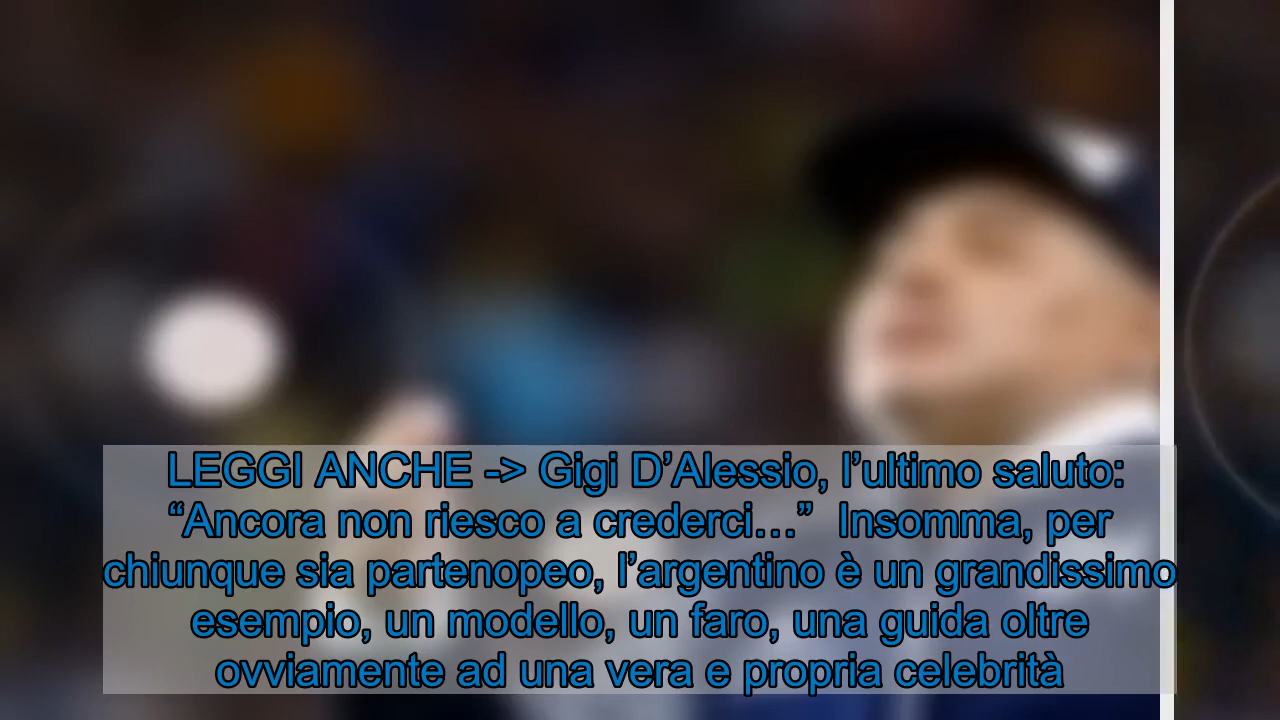 LEGGI ANCHE -> Gigi D’Alessio, l’ultimo saluto:
“Ancora non riesco a crederci…”  Insomma, per
chiunque sia partenopeo, l’argentino è un grandissimo
esempio, un modello, un faro, una guida oltre
ovviamente ad una vera e propria celebrità